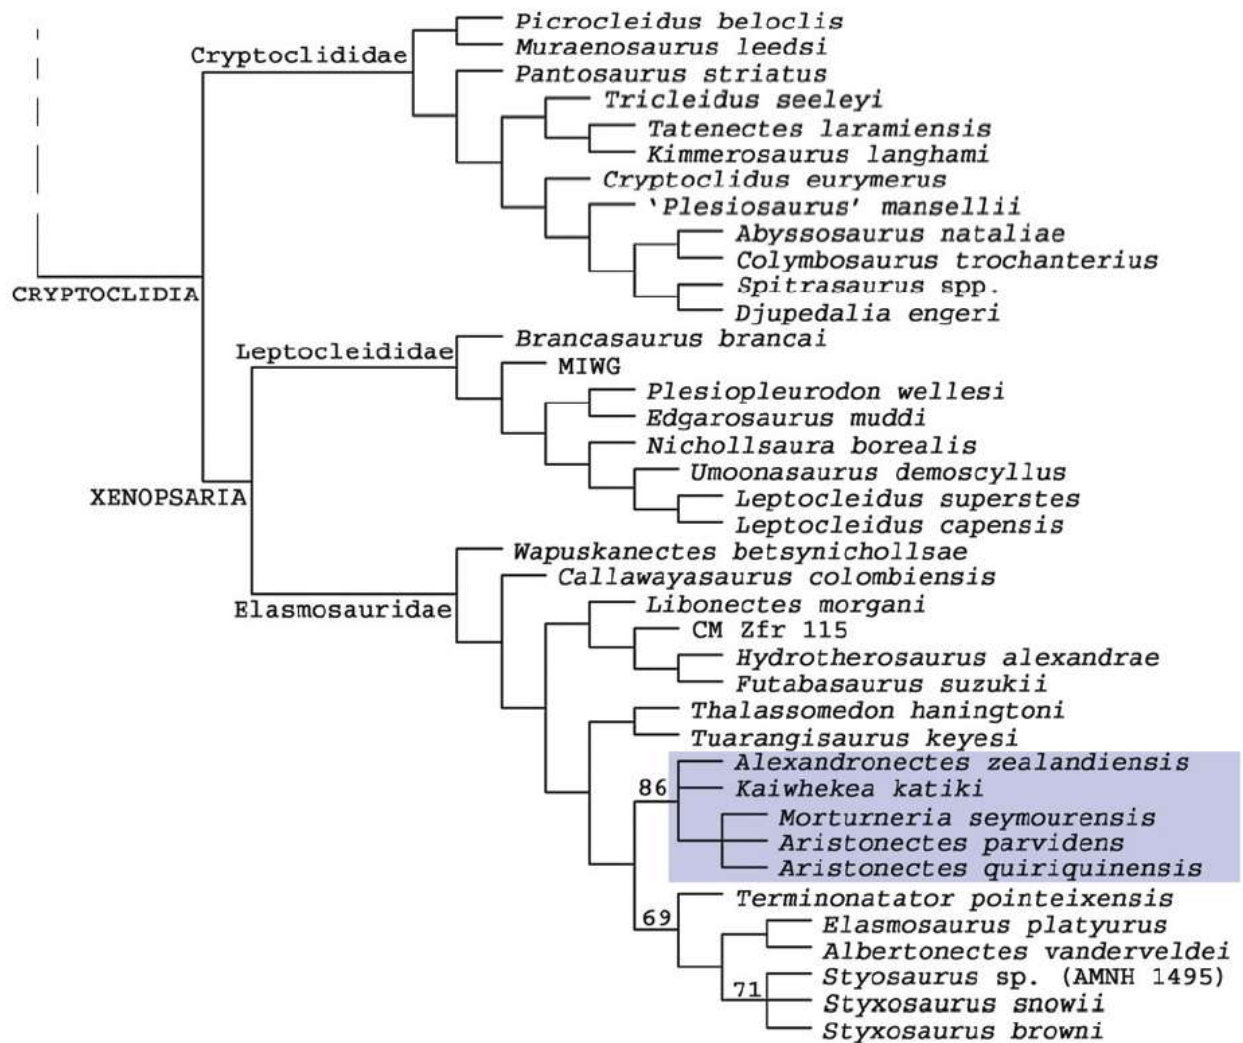 Picrocleidus beloclis
Cryptoclididae
Muraenosaurus leedsi
Pantosaurus striatus
Tricleidus seeleyi
Tatenectes laramiensis
Kimmerosaurus langhami
Cryptoclidus eurymerus
‘Plesiosaurus’ mansellii
Abyssosaurus nataliae
Colymbosaurus trochanterius
Spitrasaurus spp.
CRYPTOCLIDIA
Djupedalia engeri
Brancasaurus brancai
Leptocleididae
MIWG
Plesiopleurodon wellesi
Edgarosaurus muddi
Nichollsaura borealis
Umoonasaurus demoscyllus
XENOPSARIA
Leptocleidus superstes
Leptocleidus capensis
Wapuskanectes betsynichollsae
Callawayasaurus colombiensis
Elasmosauridae
Libonectes morgani
CM Zfr 115
Hydrotherosaurus alexandrae
Futabasaurus suzukii
Thalassomedon haningtoni
Tuarangisaurus keyesi
Alexandronectes zealandiensis
86
Kaiwhekea katiki
Morturneria seymourensis
Aristonectes parvidens
Aristonectes quiriquinensis
Terminonatator pointeixensis
69
Elasmosaurus platyurus
Albertonectes vanderveldei
Styosaurus sp. (AMNH 1495)
71
Styxosaurus snowii
Styxosaurus browni